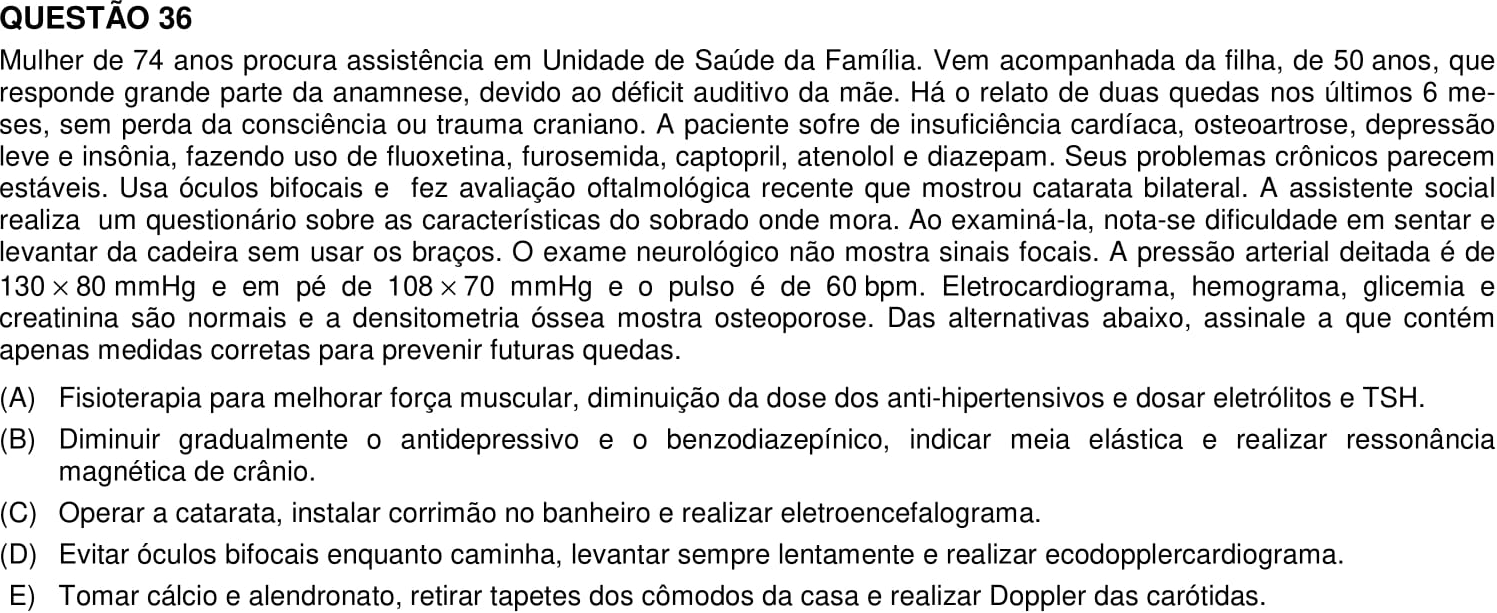 QUESTÃO 36
Mulher de 74 anos procura assistência em Unidade de Saúde da Família. Vem acompanhada da filha, de 50 anos, que
responde grande parte da anamnese, devido ao déficit auditivo da mãe. Há o relato de duas quedas nos últimos 6 me-
ses, sem perda da consciência ou trauma craniano. A paciente sofre de insuficiência cardíaca, osteoartrose, depressão
leve e insônia, fazendo uso de fluoxetina, furosemida, captopril, atenolol e diazepam. Seus problemas crônicos parecem
estáveis. Usa óculos bifocais e fez avaliação oftalmológica recente que mostrou catarata bilateral. A assistente social
realiza um questionário sobre as características do sobrado onde mora. Ao examiná-la, nota-se dificuldade em sentar e
levantar da cadeira sem usar os braços. O exame neurológico não mostra sinais focais. A pressão arterial deitada é de
130 × 80 mmHg e em pé de 108 × 70 mmHg e o pulso é de 60 bpm. Eletrocardiograma, hemograma, glicemia e
creatinina são normais e a densitometria óssea mostra osteoporose. Das alternativas abaixo, assinale a que contém
apenas medidas corretas para prevenir futuras quedas.
(A) Fisioterapia para melhorar força muscular, diminuição da dose dos anti-hipertensivos e dosar eletrólitos e TSH.
(B) Diminuir gradualmente o antidepressivo e o benzodiazepínico, indicar meia elástica e realizar ressonância
magnética de crânio.
(C) Operar a catarata, instalar corrimão no banheiro e realizar eletroencefalograma.
(D) Evitar óculos bifocais enquanto caminha, levantar sempre lentamente e realizar ecodopplercardiograma.
E) Tomar cálcio e alendronato, retirar tapetes dos cômodos da casa e realizar Doppler das carótidas.